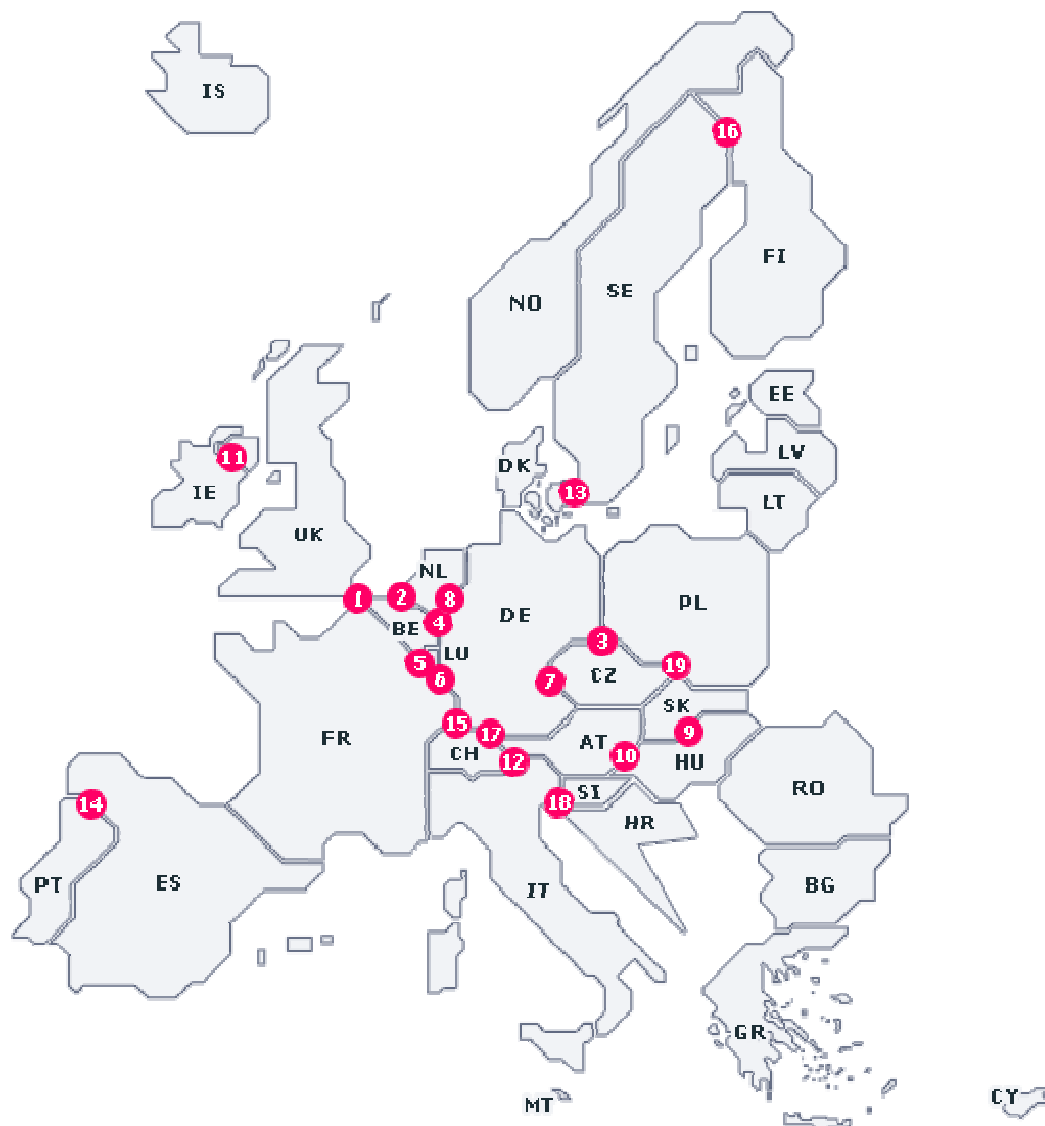 IS
16
FI
SE
NO
EE
11
LV
DK
IE
13
LT
UK
NL
1
2
8
PL
DE
4
BE
3
LU
5
19
CZ
6
7
SK
15
9
17
FR
AT
CH
10
12
HU
RO
SI
18
14
HR
PT
ES
BG
IT
GR
CY
MT